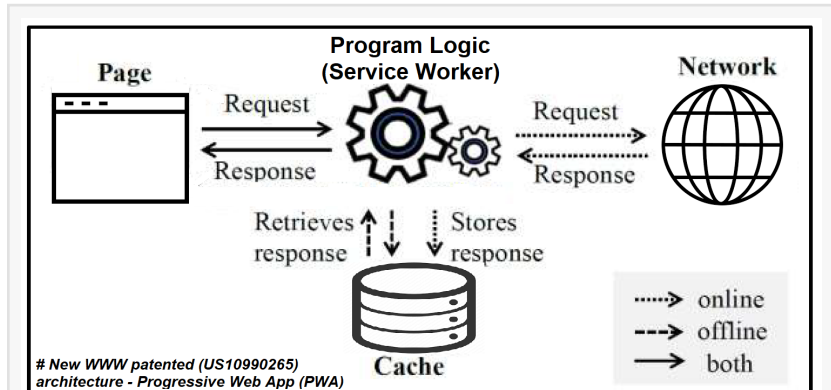 Program Logic
(Service Worker)
Page
Network
Request
Response
Request
Response
Retrieves
response
Stores
response
Cache
online
offline
both
# New WWW patented (US10990265)
architecture - Progressive Web App (PWA)